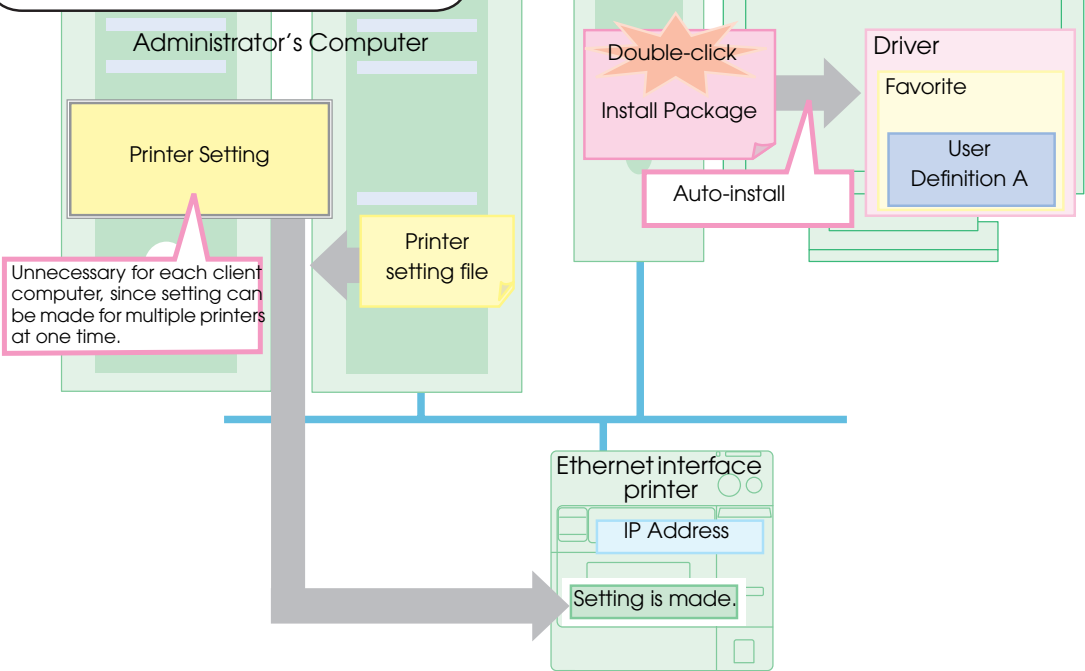 Administrator's Computer
Printer Setting
Unnecessary for each client
computer, since setting can
be made for multiple printers
at one time.
Printer
setting file
Double-click
Install Package
Auto-install
Driver
Favorite
User
Definition A
Ethernet interface
printer
IP Address
Setting is made.